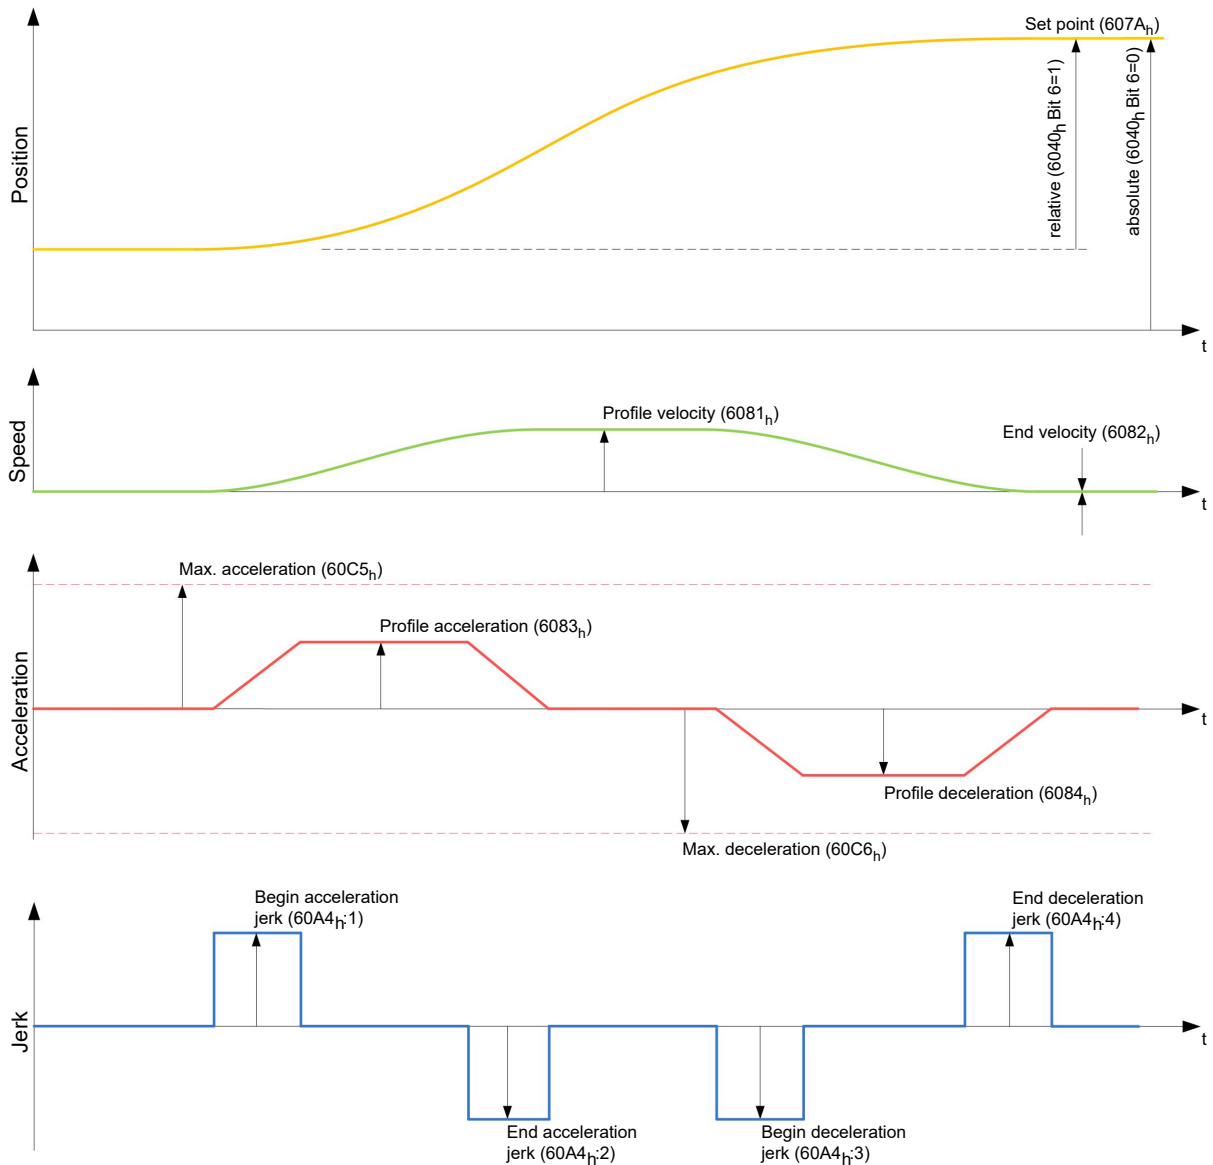 Set point (607Ah)
relative (6040h Bit 6=1)
absolute (6040h Bit 6=0)
Position
t
Profile velocity (6081h)
End velocity (6082h)
Speed
t
Max. acceleration (60C5h)
Profile acceleration (6083h)
Acceleration
t
Profile deceleration (6084h)
Max. deceleration (60C6h)
Begin acceleration
jerk (60A4h:1)
End deceleration
jerk (60A4h:4)
Jerk
t
End acceleration
jerk (60A4h:2)
Begin deceleration
jerk (60A4h:3)